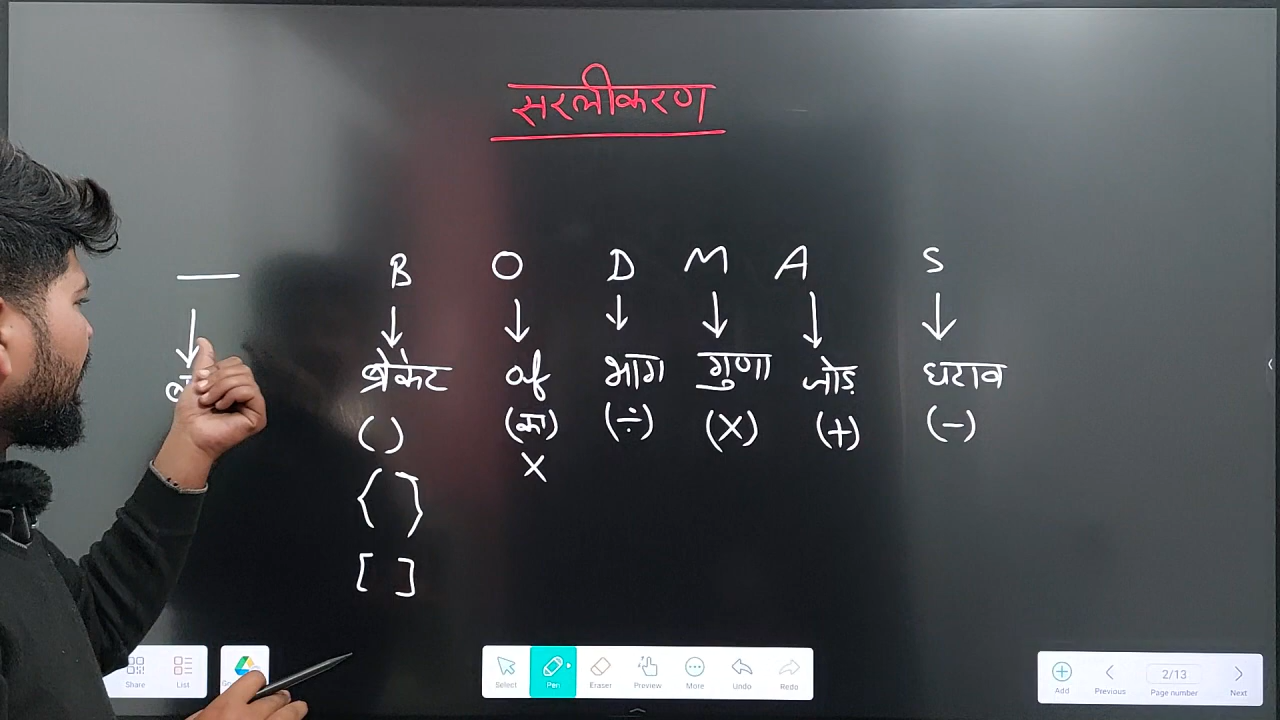 सरलीकरण
B O D M A S
ब्रेकेट of भाग गुणा जोड़ घटाव
( ) (का) (÷) (×) (+) (-)
×
{ }
[ ]
Share List
Select Pen Eraser Preview More Undo Redo
Add Previous 2/13 Page number Next